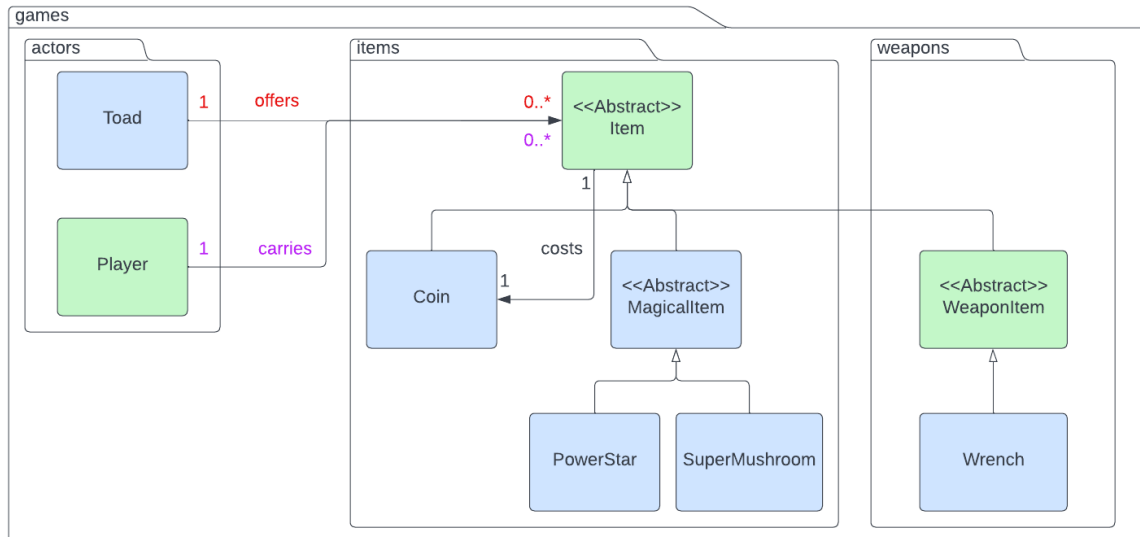 games
actors
items
weapons
Toad
1
offers
0..*
<<Abstract>>
Item
0..*
1
Player
1
carries
costs
Coin
1
<<Abstract>>
MagicalItem
<<Abstract>>
WeaponItem
PowerStar
SuperMushroom
Wrench